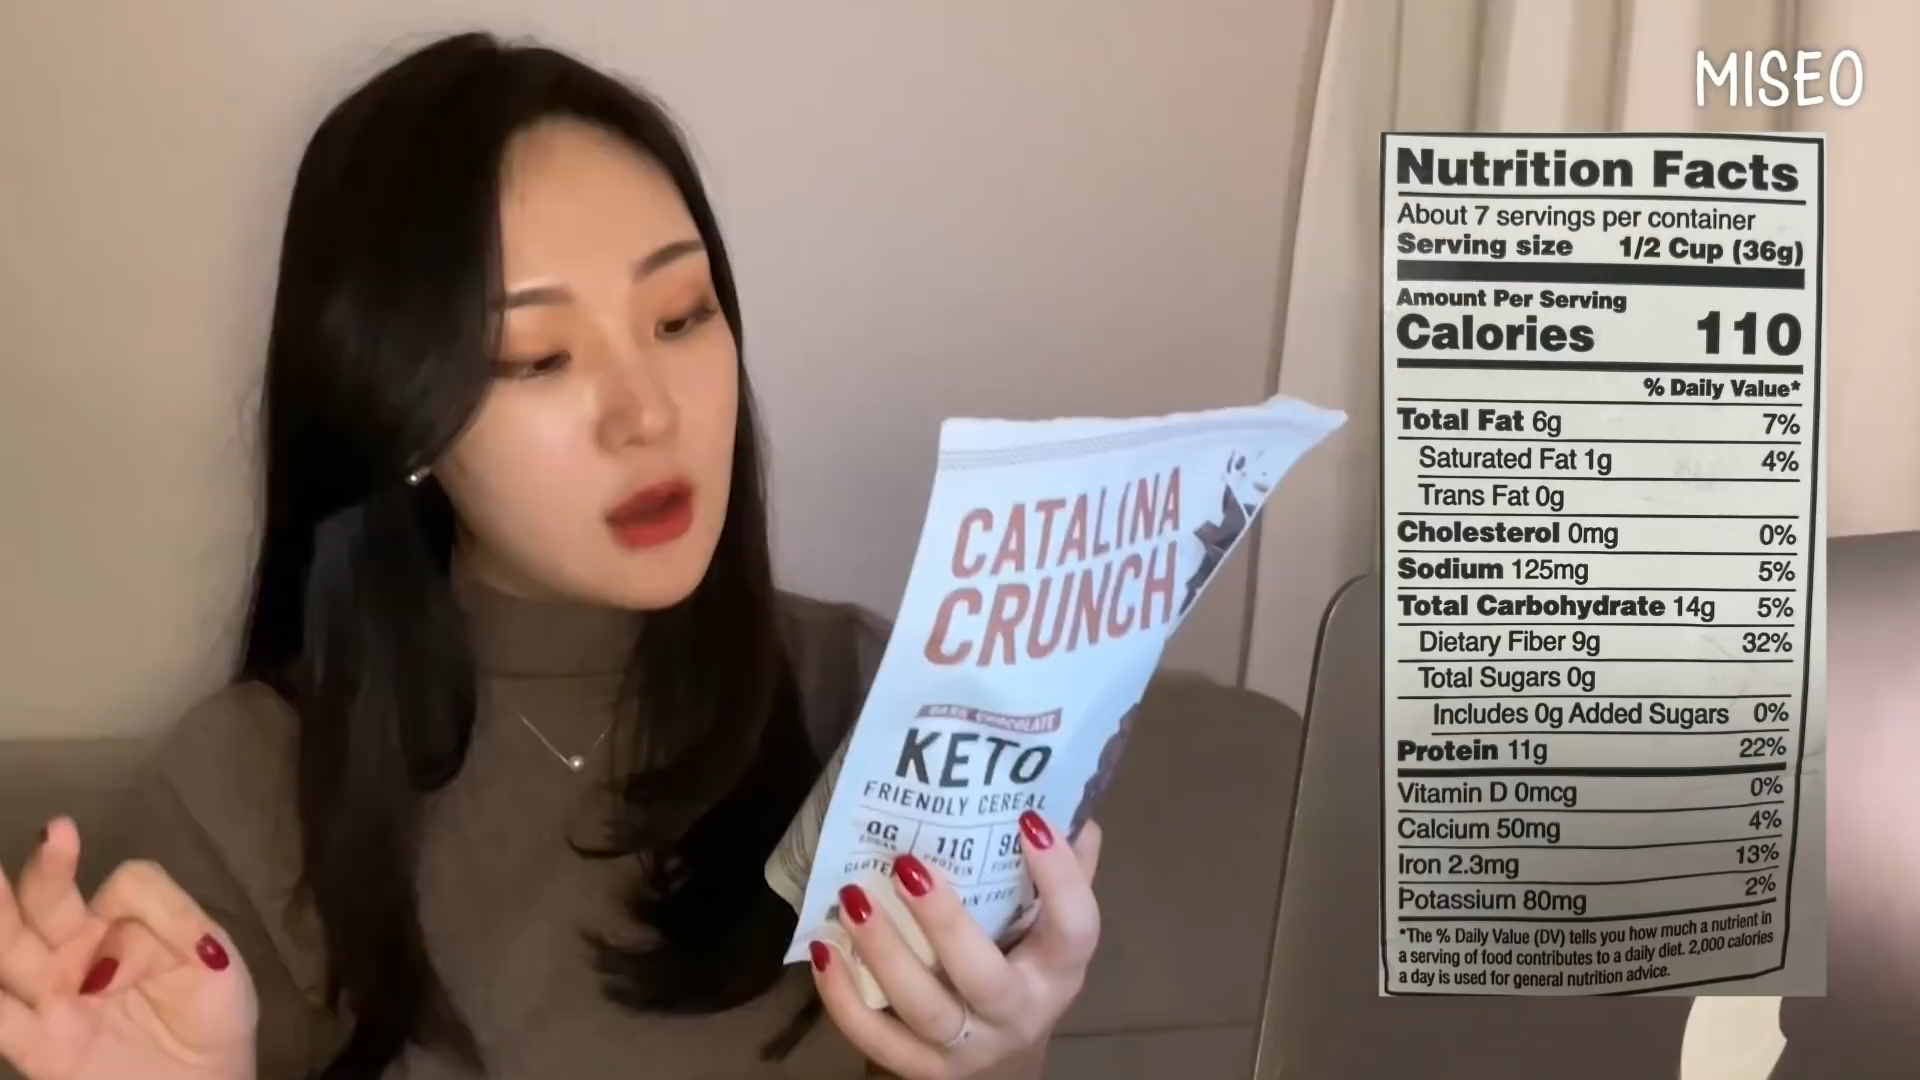 MISEO
CATALINA
CRUNCH
DARK CHOCOLATE
KETO
FRIENDLY CEREAL
0G 11G
SUGAR PROTEIN
Nutrition Facts
About 7 servings per container
Serving size 1/2 Cup (36g)
Amount Per Serving
Calories 110
% Daily Value*
Total Fat 6g 7%
Saturated Fat 1g 4%
Trans Fat 0g
Cholesterol 0mg 0%
Sodium 125mg 5%
Total Carbohydrate 14g 5%
Dietary Fiber 9g 32%
Total Sugars 0g
Includes 0g Added Sugars 0%
Protein 11g 22%
Vitamin D 0mcg 0%
Calcium 50mg 4%
Iron 2.3mg 13%
Potassium 80mg 2%
*The % Daily Value (DV) tells you how much a nutrient in
a serving of food contributes to a daily diet. 2,000 calories
a day is used for general nutrition advice.